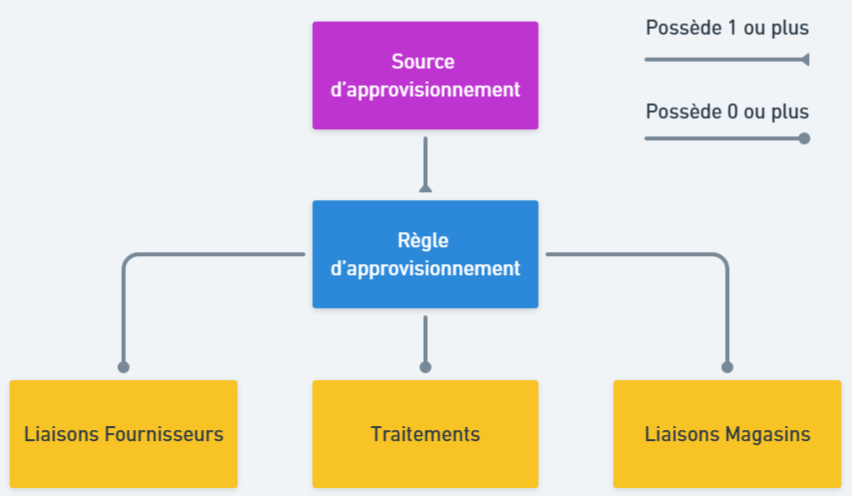 Source
d'approvisionnement
Possède 1 ou plus
Possède 0 ou plus
Règle
d'approvisionnement
Liaisons Fournisseurs
Traitements
Liaisons Magasins